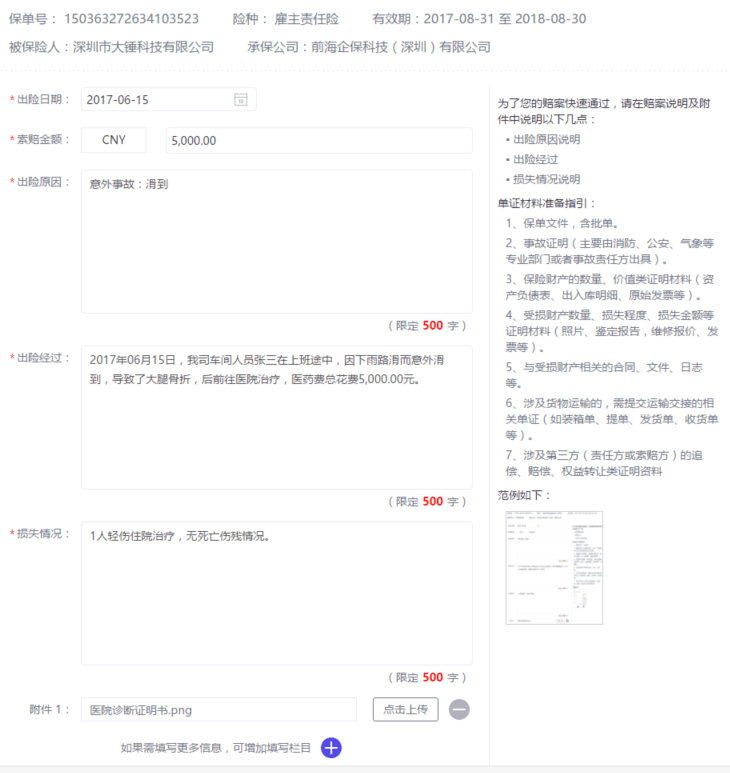 保单号： 150363272634103523 险种： 雇主责任险 有效期：2017-08-31 至 2018-08-30
被保险人：深圳市大锤科技有限公司 承保公司：前海企保科技（深圳）有限公司
*出险日期： 2017-06-15
*索赔金额： CNY 5,000.00
*出险原因： 意外事故：滑到
（限定 500 字）
*出险经过： 2017年06月15日，我司车间人员张三在上班途中，因下雨路滑而意外滑
到，导致了大腿骨折，后前往医院治疗，医药费总花费5,000.00元。
（限定 500 字）
*损失情况： 1人轻伤住院治疗，无死亡伤残情况。
（限定 500 字）
附件 1： 医院诊断证明书.png 点击上传
如果需填写更多信息，可增加填写栏目
为了您的赔案快速通过，请在赔案说明及附
件中说明以下几点：
▪ 出险原因说明
▪ 出险经过
▪ 损失情况说明
单证材料准备指引：
1、保单文件，含批单。
2、事故证明（主要由消防、公安、气象等
专业部门或者事故责任方出具）。
3、保险财产的数量、价值类证明材料（资
产负债表、出入库明细、原始发票等）。
4、受损财产数量、损失程度、损失金额等
证明材料（照片、鉴定报告，维修报价、发
票等）。
5、与受损财产相关的合同、文件、日志
等。
6、涉及货物运输的，需提交运输交接的相
关单证（如装箱单、提单、发货单、收货单
等）。
7、涉及第三方（责任方或索赔方）的追
偿、赔偿、权益转让类证明资料
范例如下：